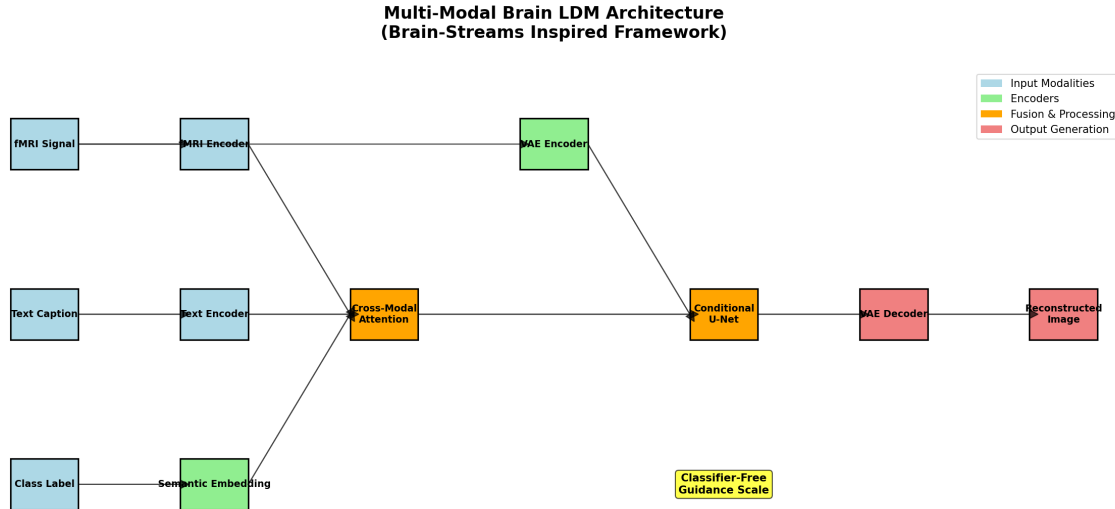 Multi-Modal Brain LDM Architecture
(Brain-Streams Inspired Framework)
Input Modalities
Encoders
Fusion & Processing
Output Generation
fMRI Signal
fMRI Encoder
VAE Encoder
Text Caption
Text Encoder
Cross-Modal
Attention
Conditional
U-Net
VAE Decoder
Reconstructed
Image
Class Label
Semantic Embedding
Classifier-Free
Guidance Scale